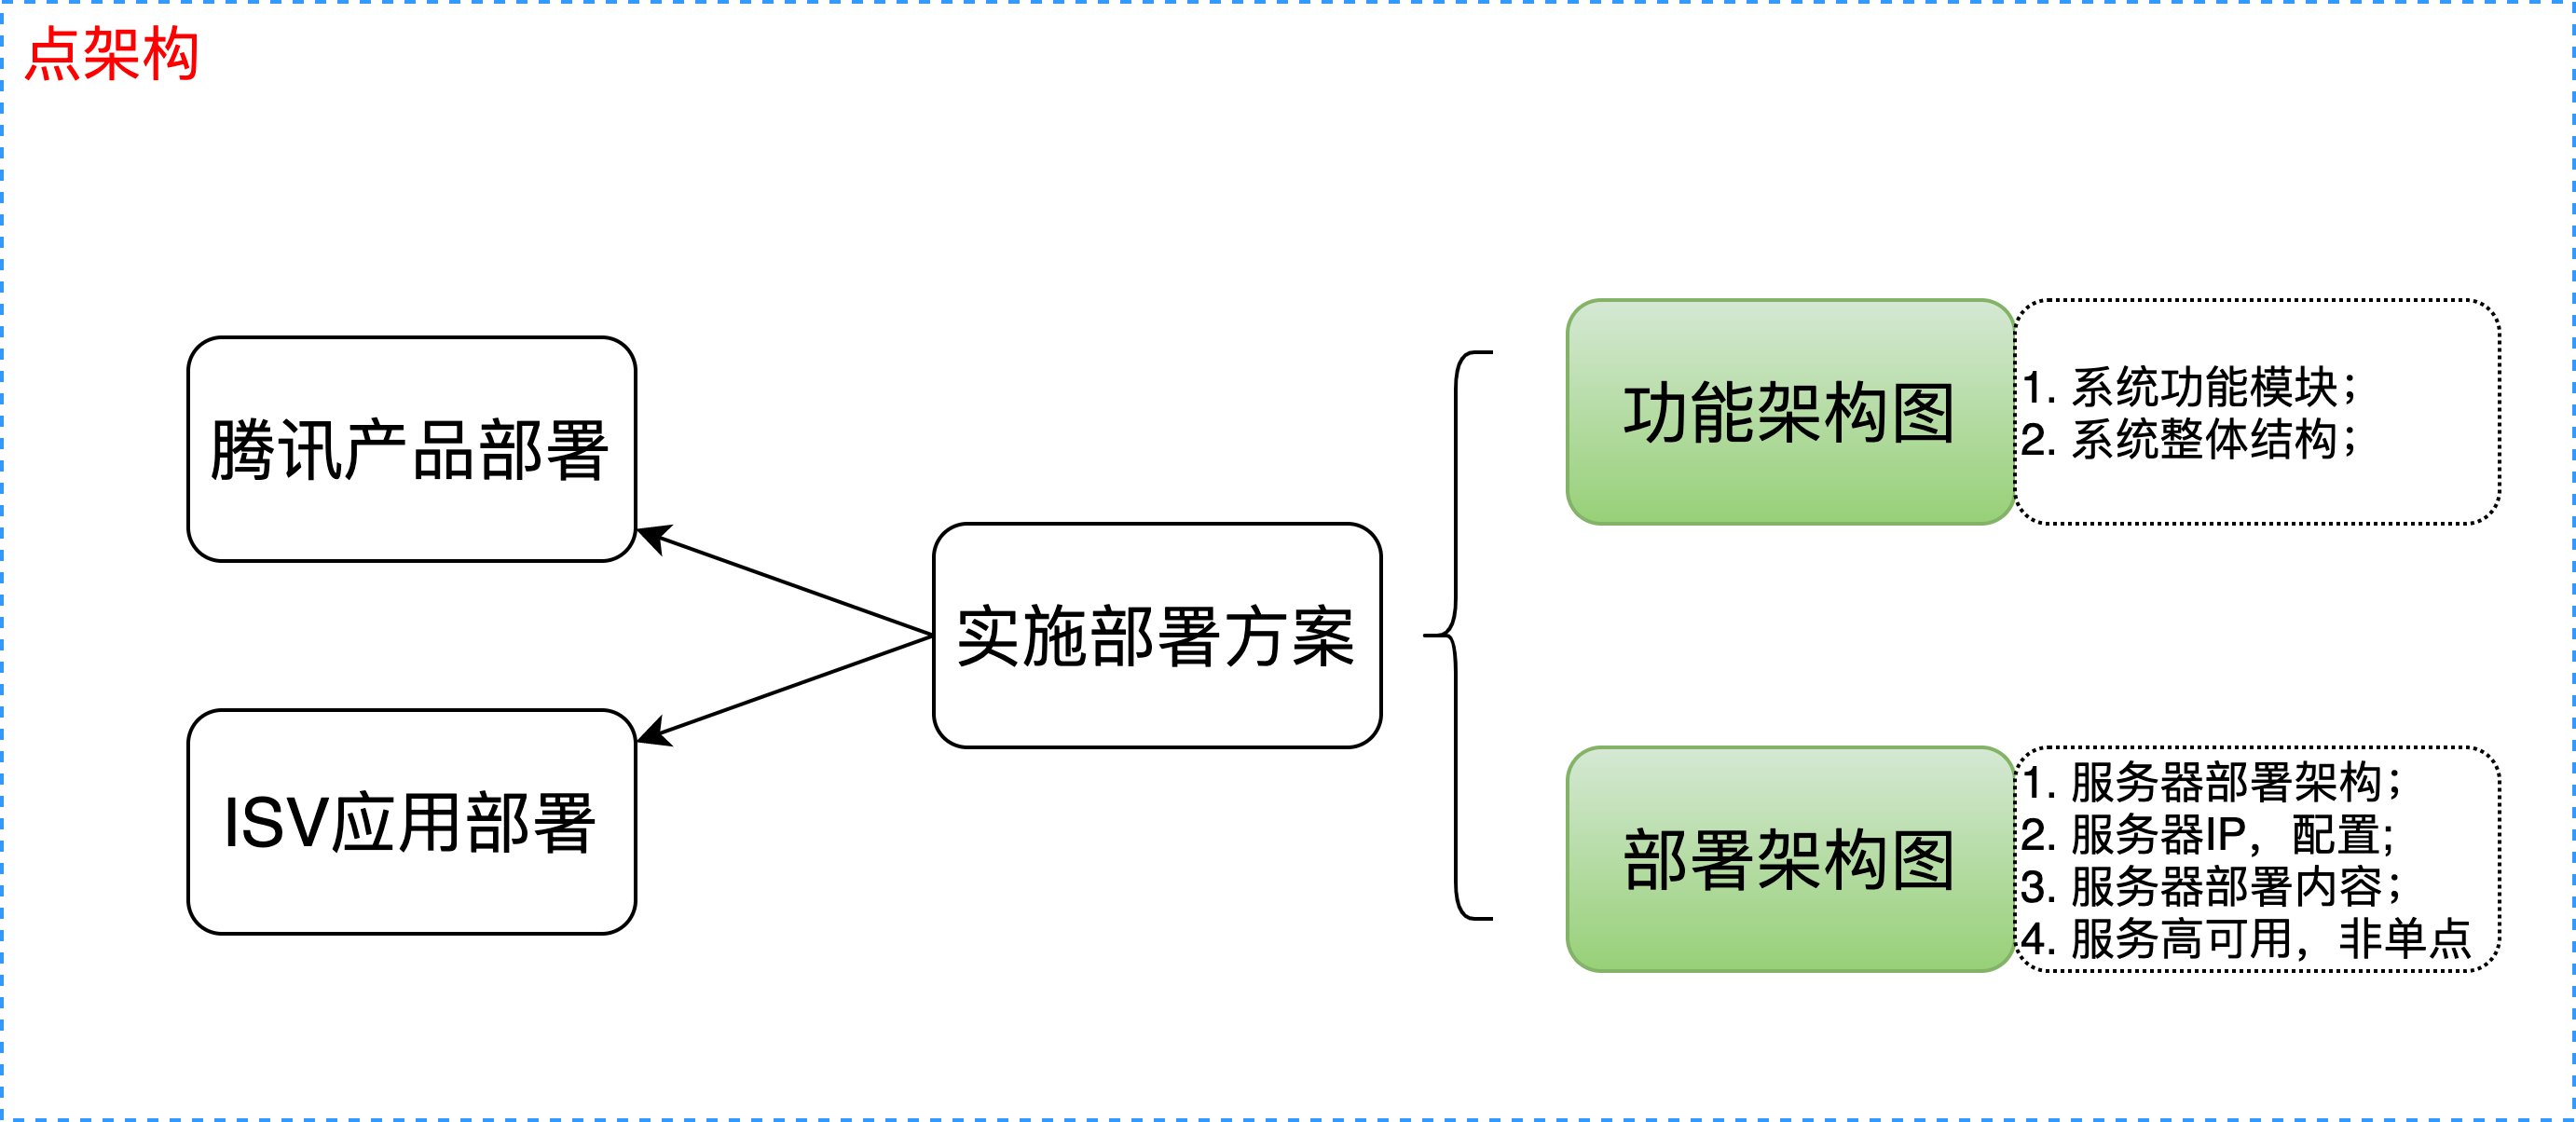 点架构
腾讯产品部署
ISV应用部署
实施部署方案
功能架构图
1. 系统功能模块；
2. 系统整体结构；
部署架构图
1. 服务器部署架构；
2. 服务器IP，配置;
3. 服务器部署内容；
4. 服务高可用，非单点